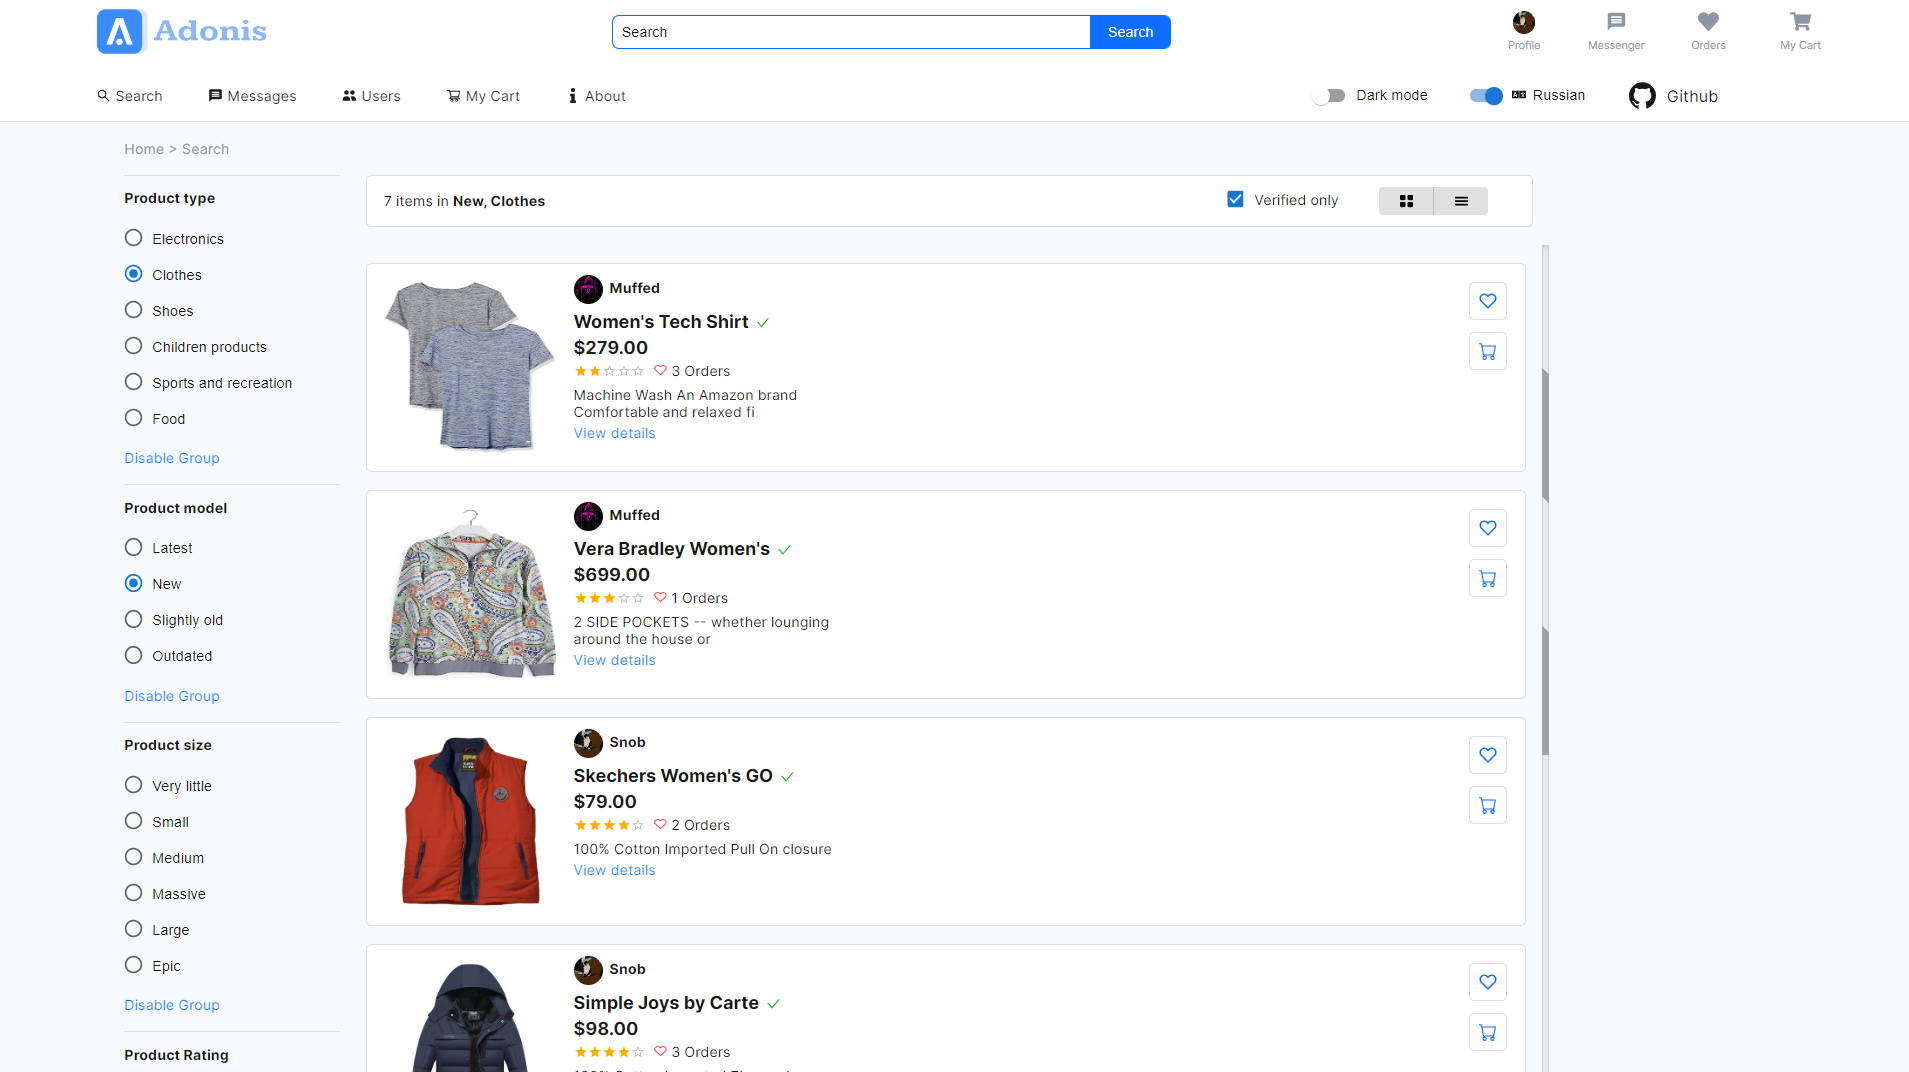 Adonis
Search
Search
Profile
Messenger
Orders
My Cart
Search
Messages
Users
My Cart
About
Dark mode
Russian
Github
Home > Search
Product type
Electronics
Clothes
Shoes
Children products
Sports and recreation
Food
Disable Group
Product model
Latest
New
Slightly old
Outdated
Disable Group
Product size
Very little
Small
Medium
Massive
Large
Epic
Disable Group
Product Rating
7 items in New, Clothes
Verified only
Muffed
Women's Tech Shirt
$279.00
3 Orders
Machine Wash An Amazon brand
Comfortable and relaxed fi
View details
Muffed
Vera Bradley Women's
$699.00
1 Orders
2 SIDE POCKETS -- whether lounging
around the house or
View details
Snob
Skechers Women's GO
$79.00
2 Orders
100% Cotton Imported Pull On closure
View details
Snob
Simple Joys by Carte
$98.00
3 Orders